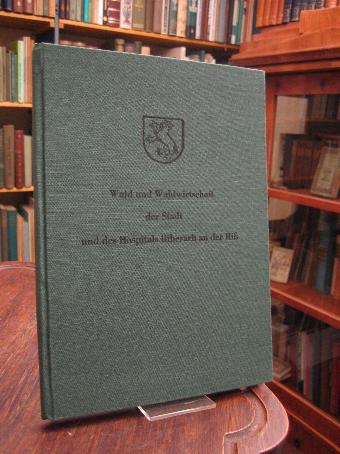 Wald und Waldwirtschaft
der Stadt
und des Hospitals Biberach an der Riß